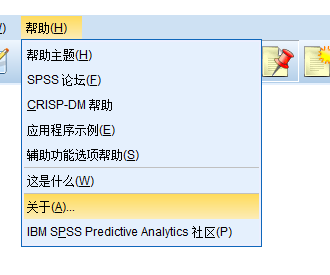 帮助(H)
帮助主题(H)
SPSS 论坛(F)
CRISP-DM 帮助
应用程序示例(E)
辅助功能选项帮助(S)
这是什么(W)
关于(A)...
IBM SPSS Predictive Analytics 社区(P)